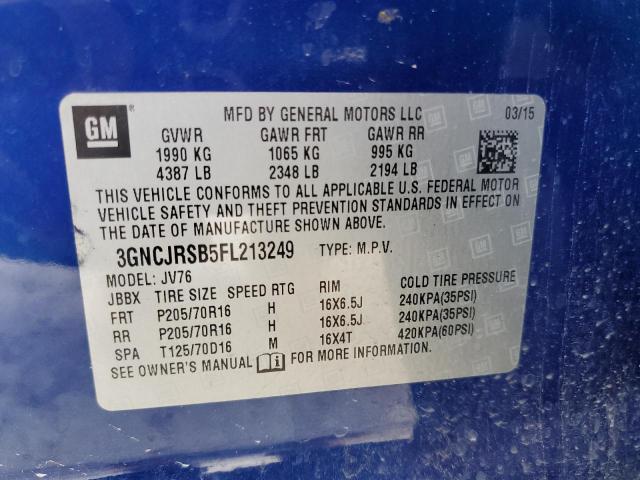 GM
MFD BY GENERAL MOTORS LLC 03/15
GVWR GAWR FRT GAWR RR
1990 KG 1065 KG 995 KG
4387 LB 2348 LB 2194 LB
THIS VEHICLE CONFORMS TO ALL APPLICABLE U.S. FEDERAL MOTOR
VEHICLE SAFETY AND THEFT PREVENTION STANDARDS IN EFFECT ON
THE DATE OF MANUFACTURE SHOWN ABOVE.
3GNCJRSB5FL213249 TYPE: M.P.V.
MODEL: JV76
JBBX TIRE SIZE SPEED RTG RIM COLD TIRE PRESSURE
FRT P205/70R16 H 16X6.5J 240KPA(35PSI)
RR P205/70R16 H 16X6.5J 240KPA(35PSI)
SPA T125/70D16 M 16X4T 420KPA(60PSI)
SEE OWNER'S MANUAL FOR MORE INFORMATION.